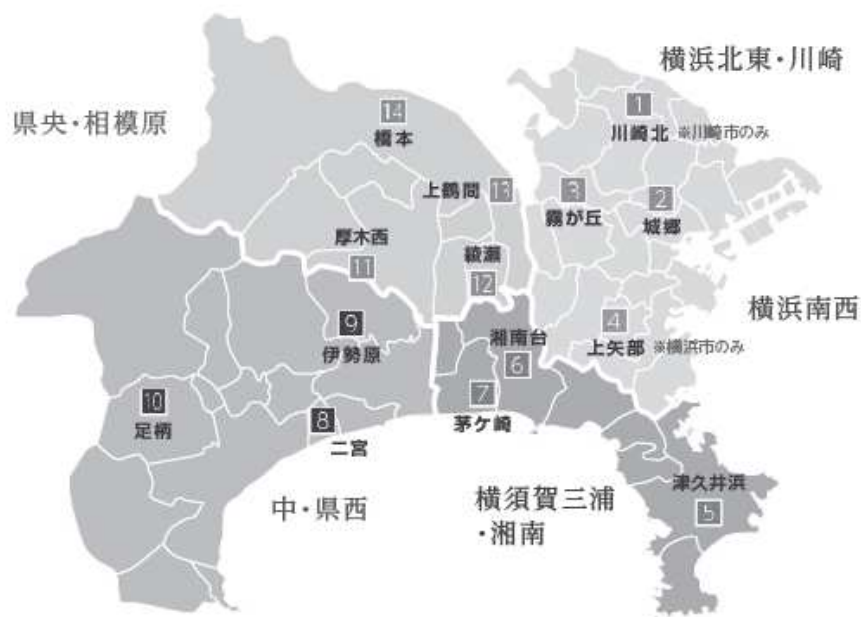 横浜北東・川崎
1
川崎北 ※川崎市のみ
県央・相模原
14
橋本
上鶴間 13
3
霧が丘
2
城郷
厚木西
11
綾瀬
12
横浜南西
4
上矢部 ※横浜市のみ
9
伊勢原
湘南台
6
7
茅ケ崎
10
足柄
8
二宮
中・県西
横須賀三浦
・湘南
津久井浜
5